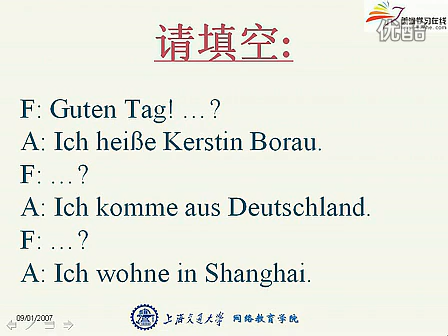 优酷
请填空:
F: Guten Tag! …?
A: Ich heiße Kerstin Borau.
F: …?
A: Ich komme aus Deutschland.
F: …?
A: Ich wohne in Shanghai.
09/01/2007
上海交通大学 网络教育学院